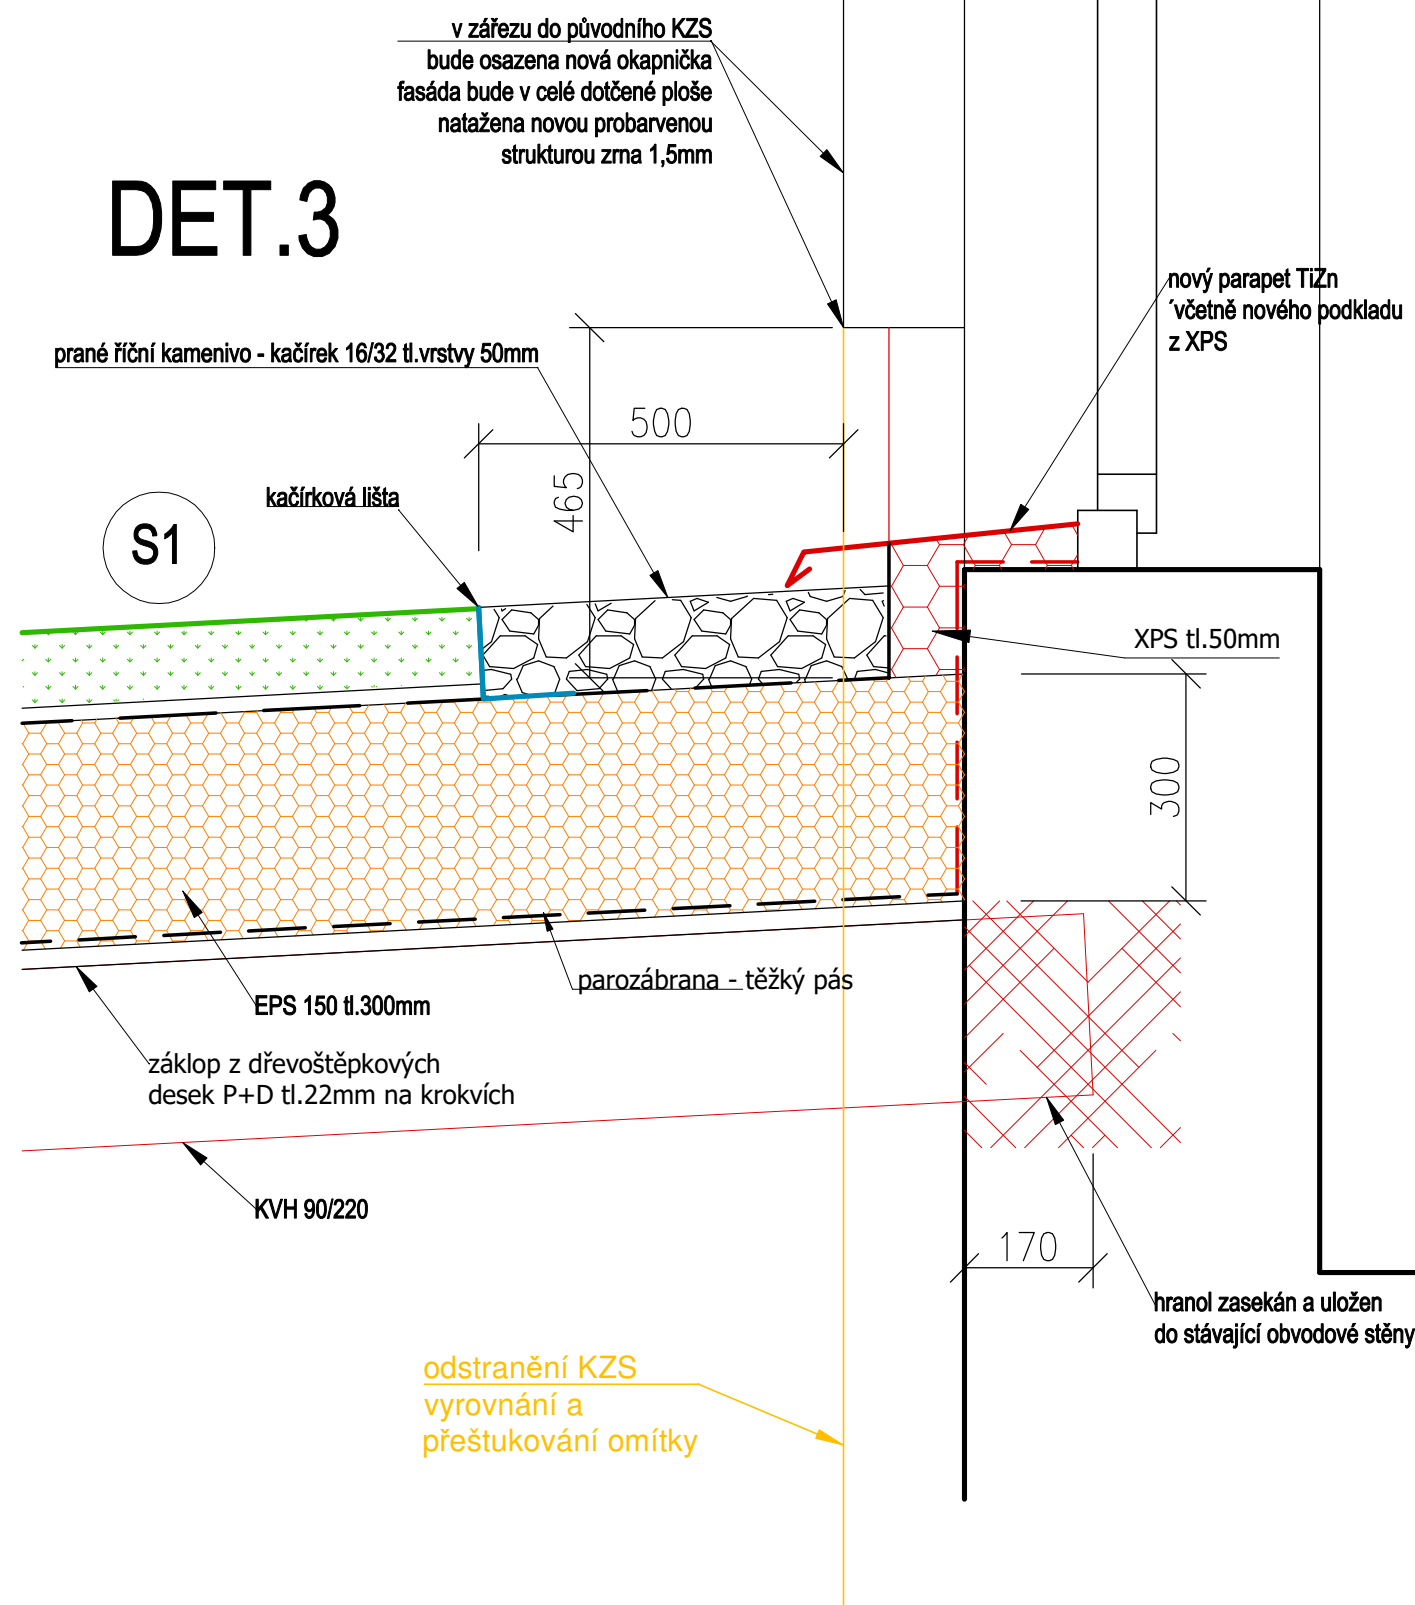 v zářezu do původního KZS
bude osazena nová okapnička
fasáda bude v celé dotčené ploše
natažena novou probarvenou
strukturou zrna 1,5mm
DET.3
nový parapet TiZn
´včetně nového podkladu
z XPS
prané říční kamenivo - kačírek 16/32 tl.vrstvy 50mm
500
465
kačírková lišta
S1
XPS tl.50mm
300
parozábrana - těžký pás
EPS 150 tl.300mm
záklop z dřevoštěpkových
desek P+D tl.22mm na krokvích
KVH 90/220
170
hranol zasekán a uložen
do stávající obvodové stěny
odstranění KZS
vyrovnání a
přeštukování omítky